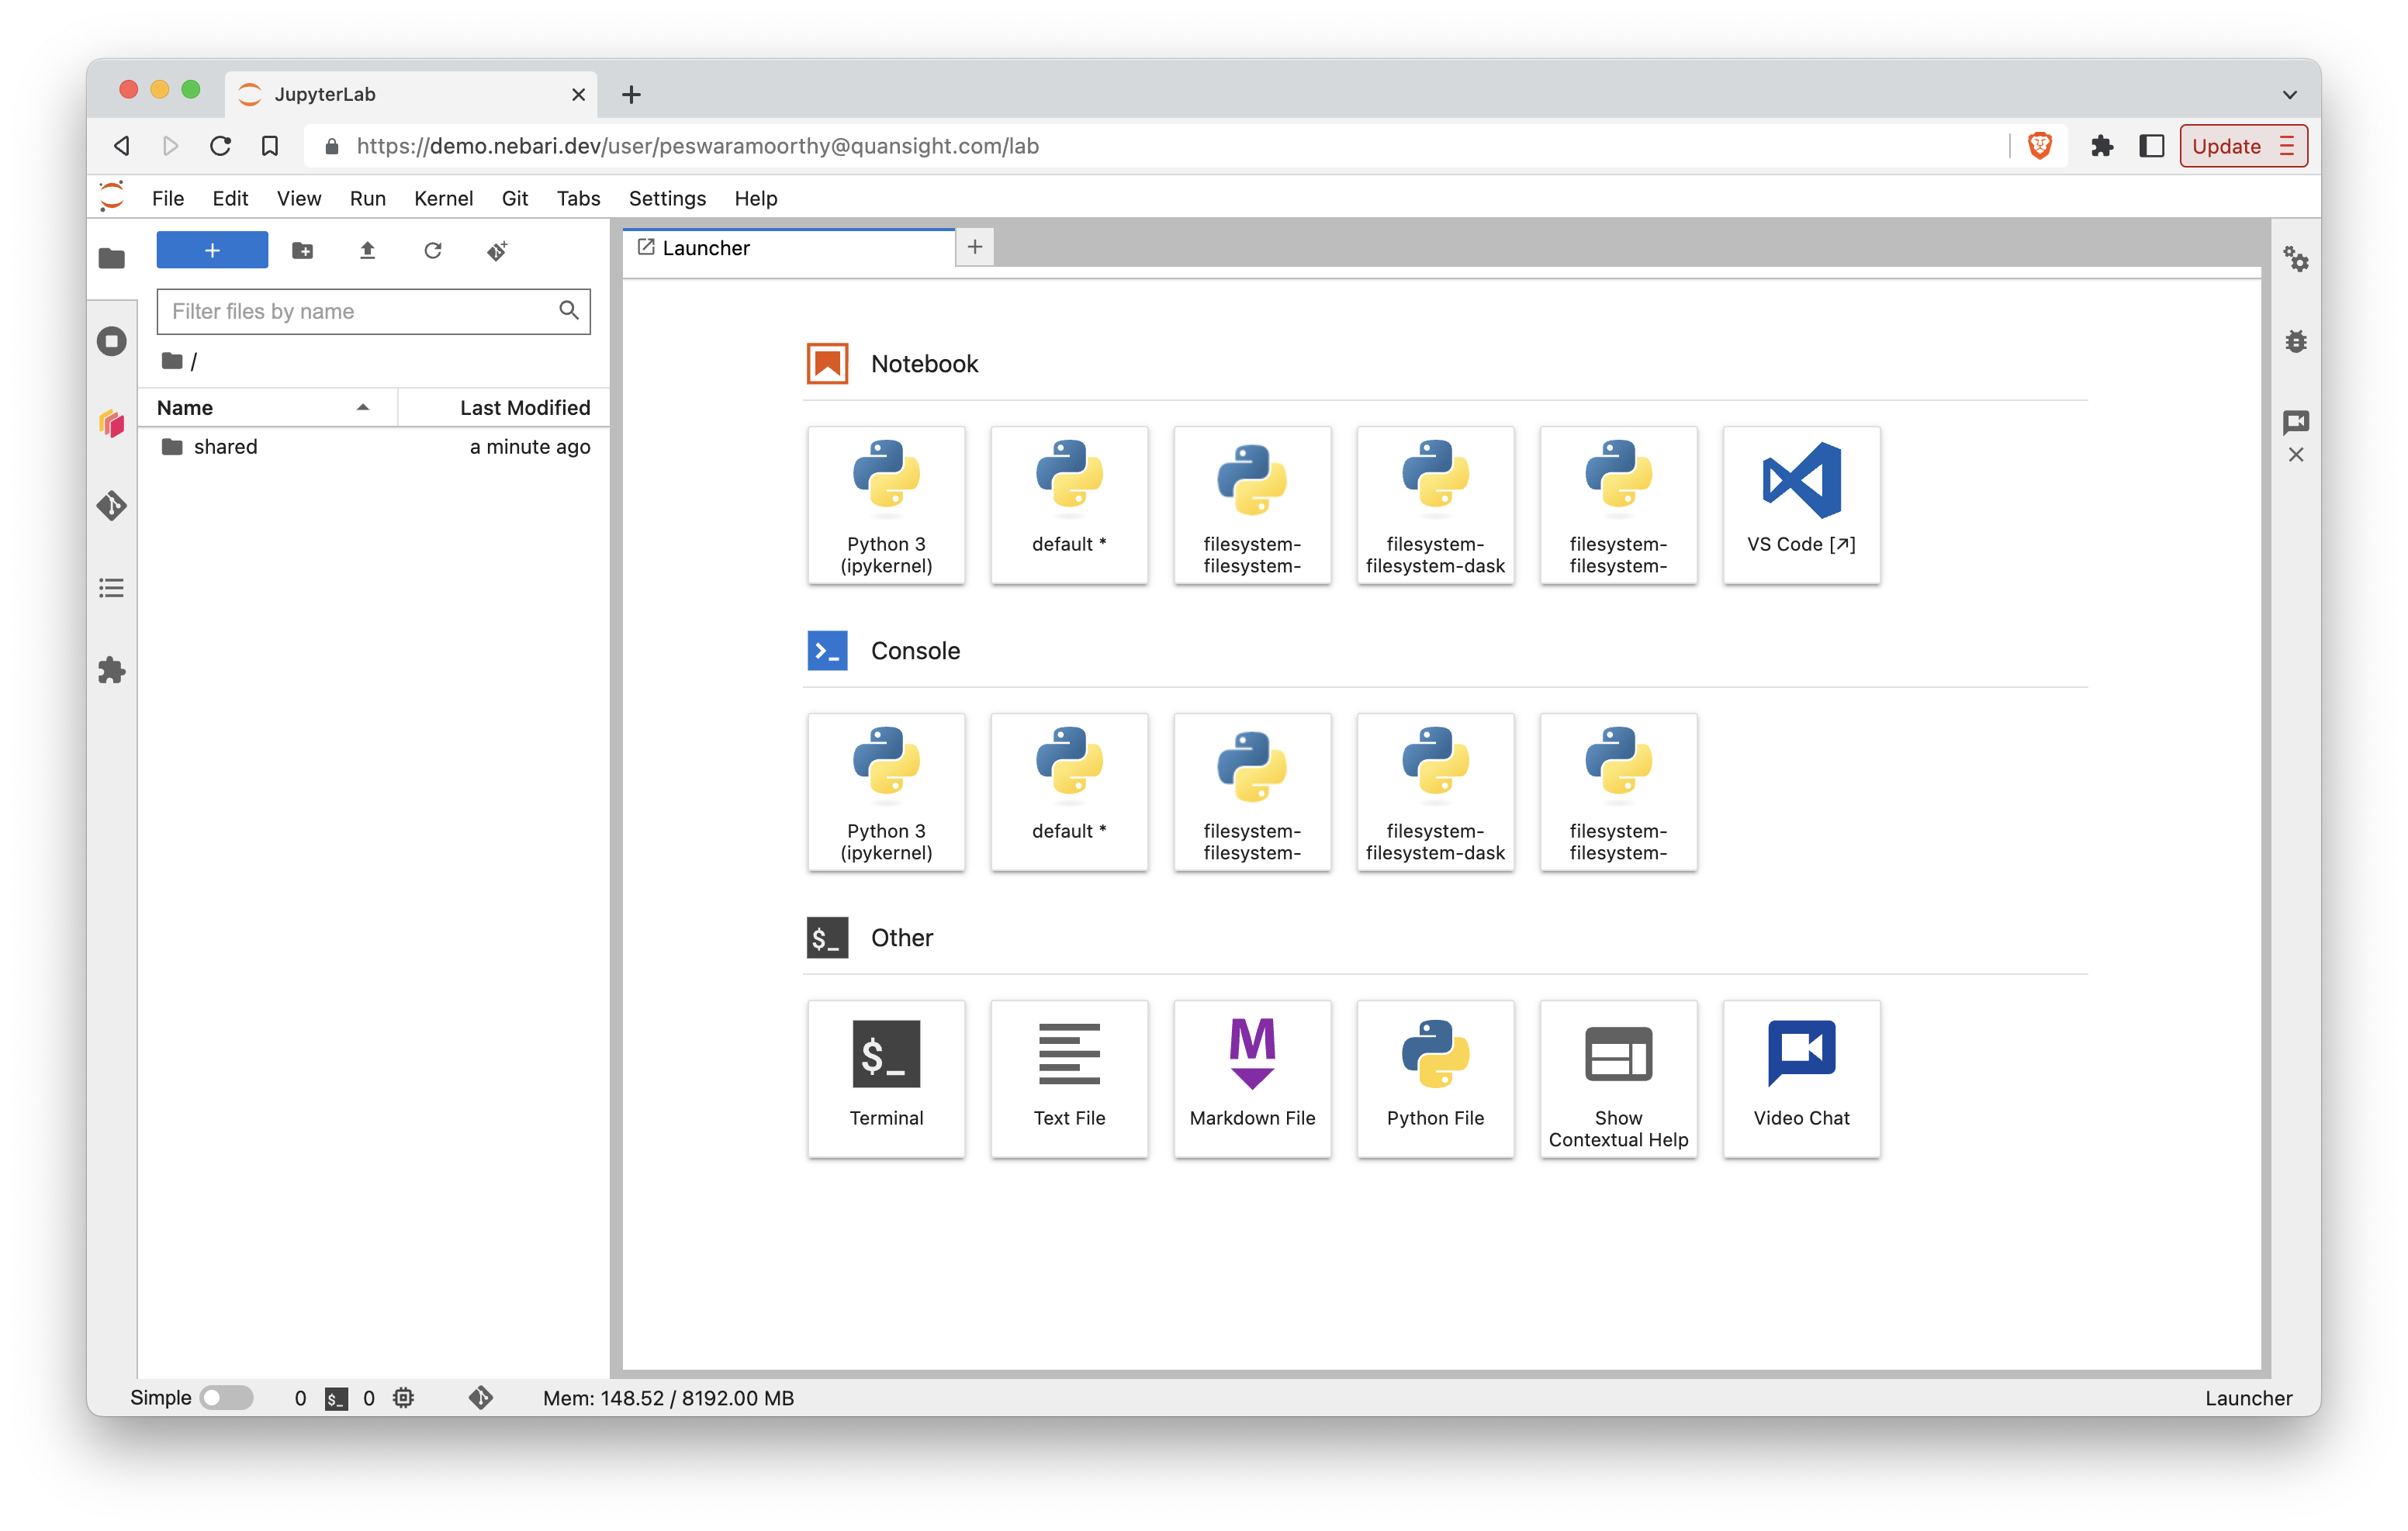 JupyterLab
https://demo.nebari.dev/user/peswaramoorthy@quansight.com/lab
Update
File Edit View Run Kernel Git Tabs Settings Help
+
Launcher
Filter files by name
/
Name Last Modified
shared a minute ago
Notebook
Python 3
(ipykernel)
default *
filesystem-
filesystem-
filesystem-
filesystem-dask
filesystem-
filesystem-
VS Code [↗]
Console
Python 3
(ipykernel)
default *
filesystem-
filesystem-
filesystem-
filesystem-dask
filesystem-
filesystem-
$_ Other
$_
Terminal
Text File
M
Markdown File
Python File
Show
Contextual Help
Video Chat
Simple 0 $_ 0 Mem: 148.52 / 8192.00 MB Launcher